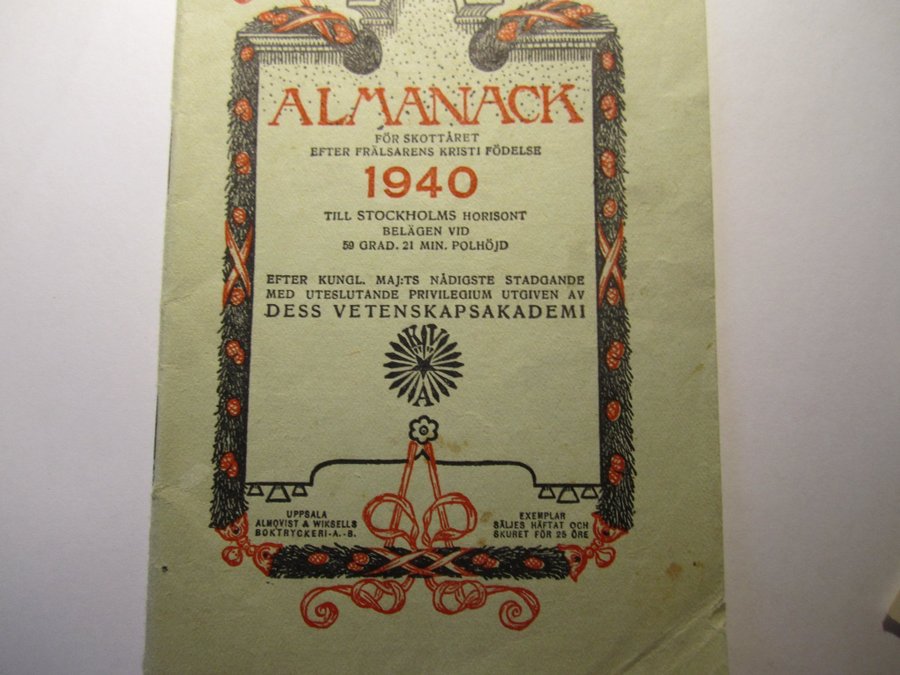 ALMANACK
FÖR SKOTTÅRET
EFTER FRÄLSARENS KRISTI FÖDELSE
1940
TILL STOCKHOLMS HORISONT
BELÄGEN VID
59 GRAD. 21 MIN. POLHÖJD
EFTER KUNGL. MAJ:TS NÅDIGSTE STADGANDE
MED UTESLUTANDE PRIVILEGIUM UTGIVEN AV
DESS VETENSKAPSAKADEMI
K V
A
UPPSALA
ALMQVIST & WIKSELLS
BOKTRYCKERI-A.-B.
EXEMPLAR
SÄLJES HÄFTAT OCH
SKURET FÖR 25 ÖRE